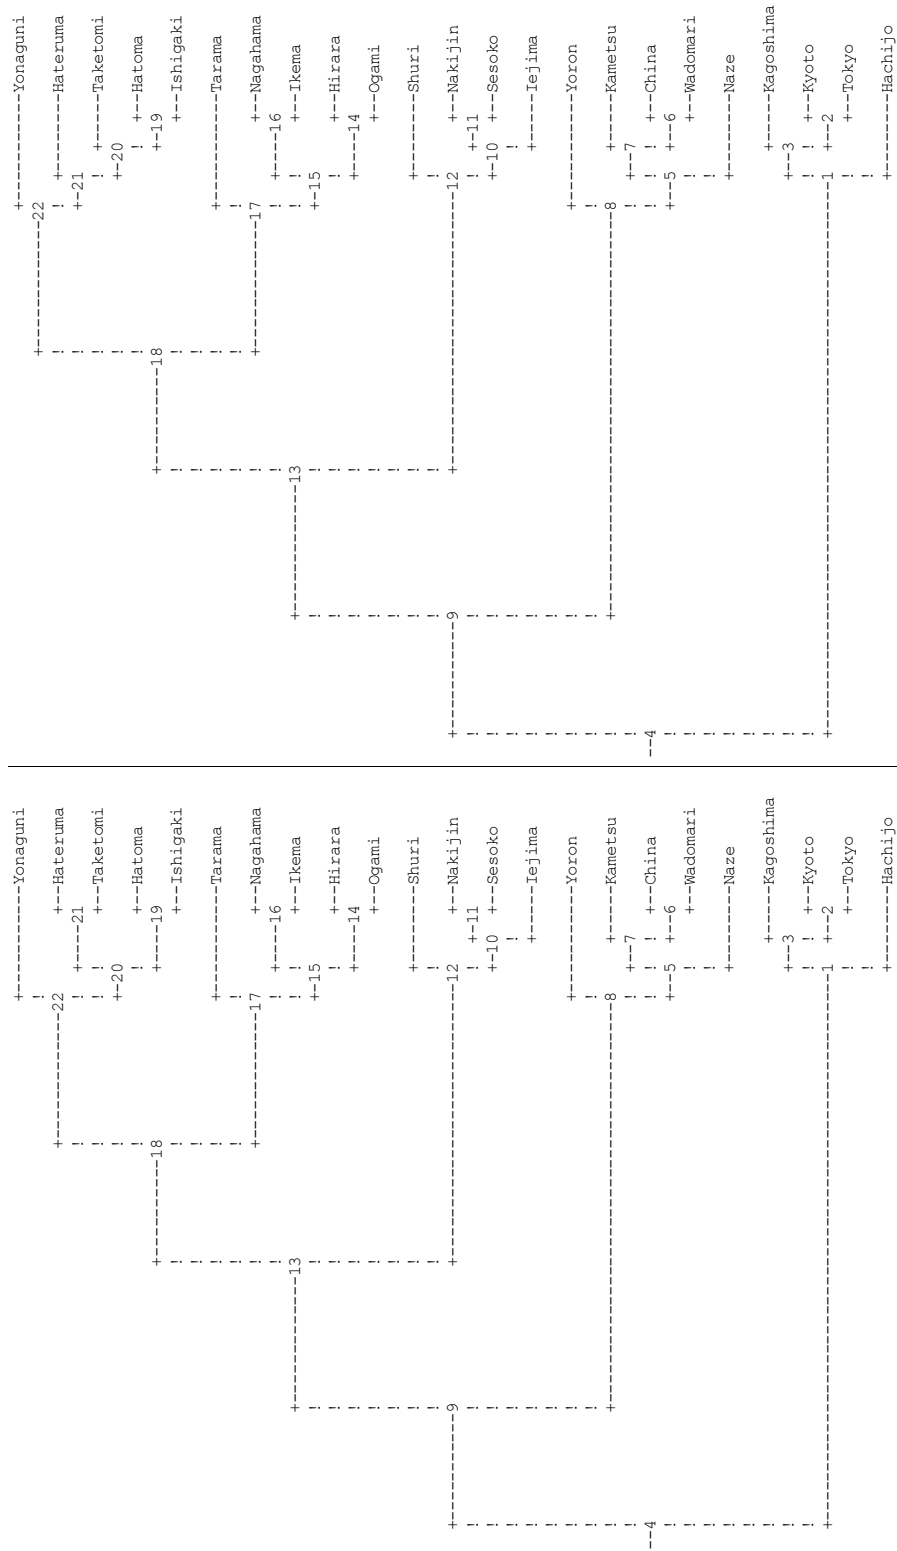 Yonaguni
Hateruma
Taketomi
Hatoma
Ishigaki
Tarama
Nagahama
Ikema
Hirara
Ogami
Shuri
Nakijin
Sesoko
Iejima
Yoron
Kametsu
China
Wadomari
Naze
Kagoshima
Kyoto
Tokyo
Hachijo
19
16
14
11
6
2
20
10
7
3
21
15
12
5
1
22
17
8
18
13
9
4
Yonaguni
Hateruma
Taketomi
Hatoma
Ishigaki
Tarama
Nagahama
Ikema
Hirara
Ogami
Shuri
Nakijin
Sesoko
Iejima
Yoron
Kametsu
China
Wadomari
Naze
Kagoshima
Kyoto
Tokyo
Hachijo
21
19
16
14
11
6
2
10
7
3
20
15
12
5
1
22
17
8
18
13
9
4